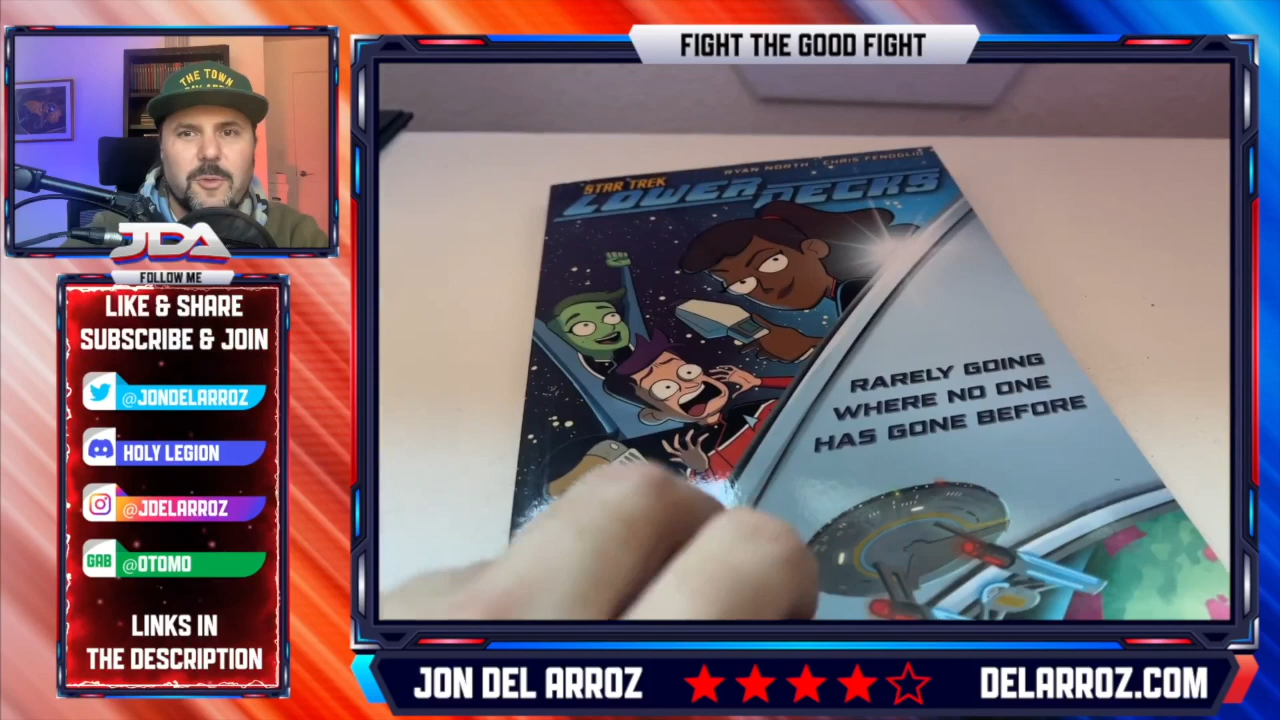 FIGHT THE GOOD FIGHT
THE TOWN
JDA
FOLLOW ME
LIKE & SHARE
SUBSCRIBE & JOIN
@JONDELARROZ
HOLY LEGION
@JDELARROZ
GAB @OTOMO
LINKS IN
THE DESCRIPTION
RYAN NORTH CHRIS FENOGLIO
STAR TREK
LOWER DECKS
RARELY GOING
WHERE NO ONE
HAS GONE BEFORE
JON DEL ARROZ
DELARROZ.COM